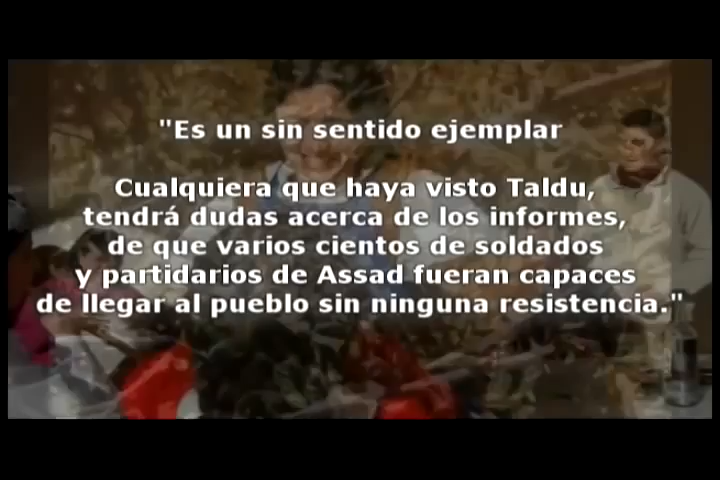 "Es un sin sentido ejemplar
Cualquiera que haya visto Taldu,
tendrá dudas acerca de los informes,
de que varios cientos de soldados
y partidarios de Assad fueran capaces
de llegar al pueblo sin ninguna resistencia."